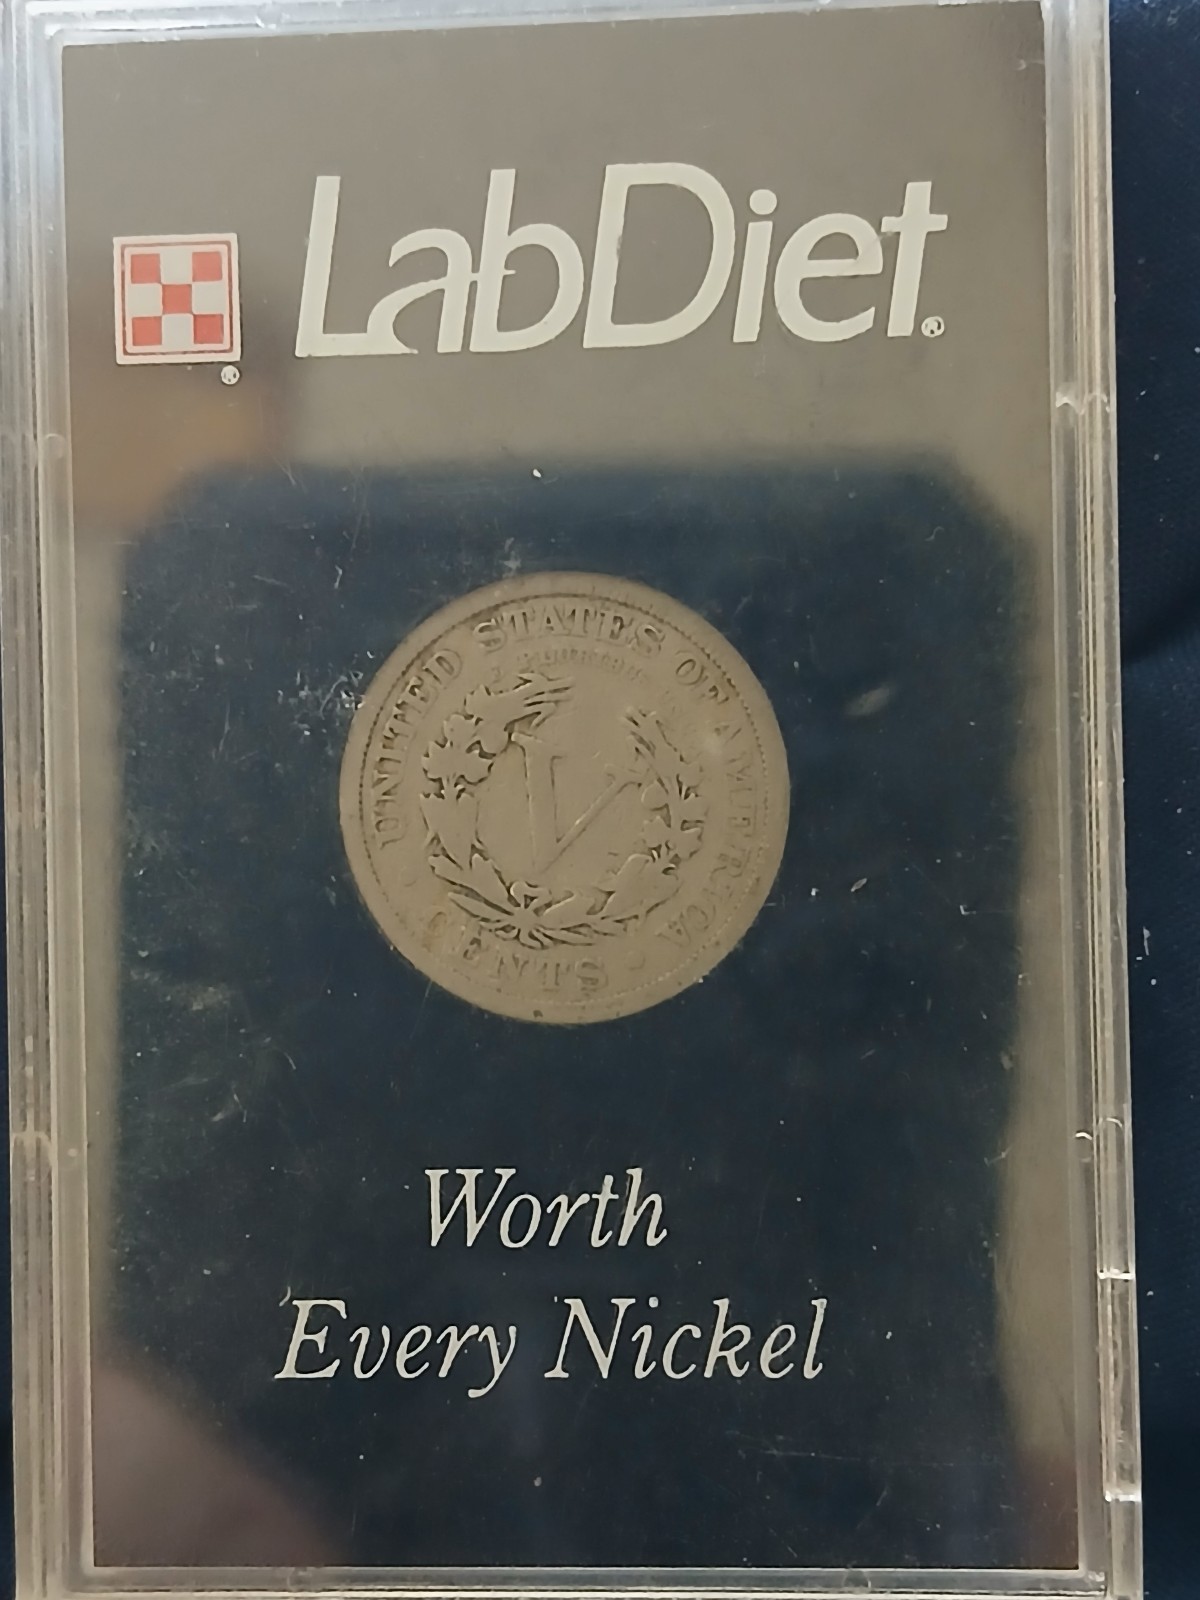 LabDiet®
®
UNITED STATES OF AMERICA
V
CENTS
Worth
Every Nickel